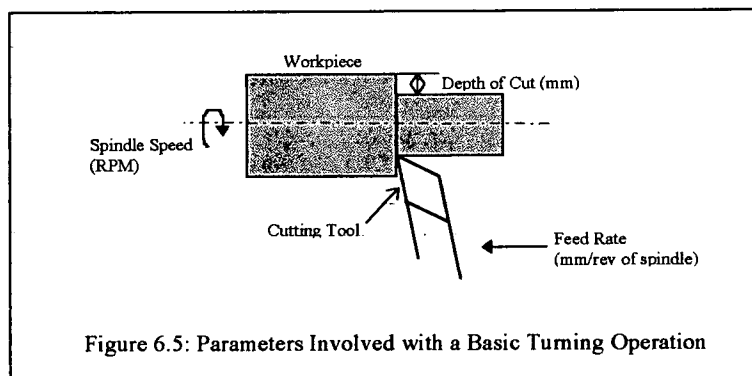 Workpiece
Depth of Cut (mm)
Spindle Speed
(RPM)
Cutting Tool
Feed Rate
(mm/rev of spindle)
Figure 6.5: Parameters Involved with a Basic Turning Operation